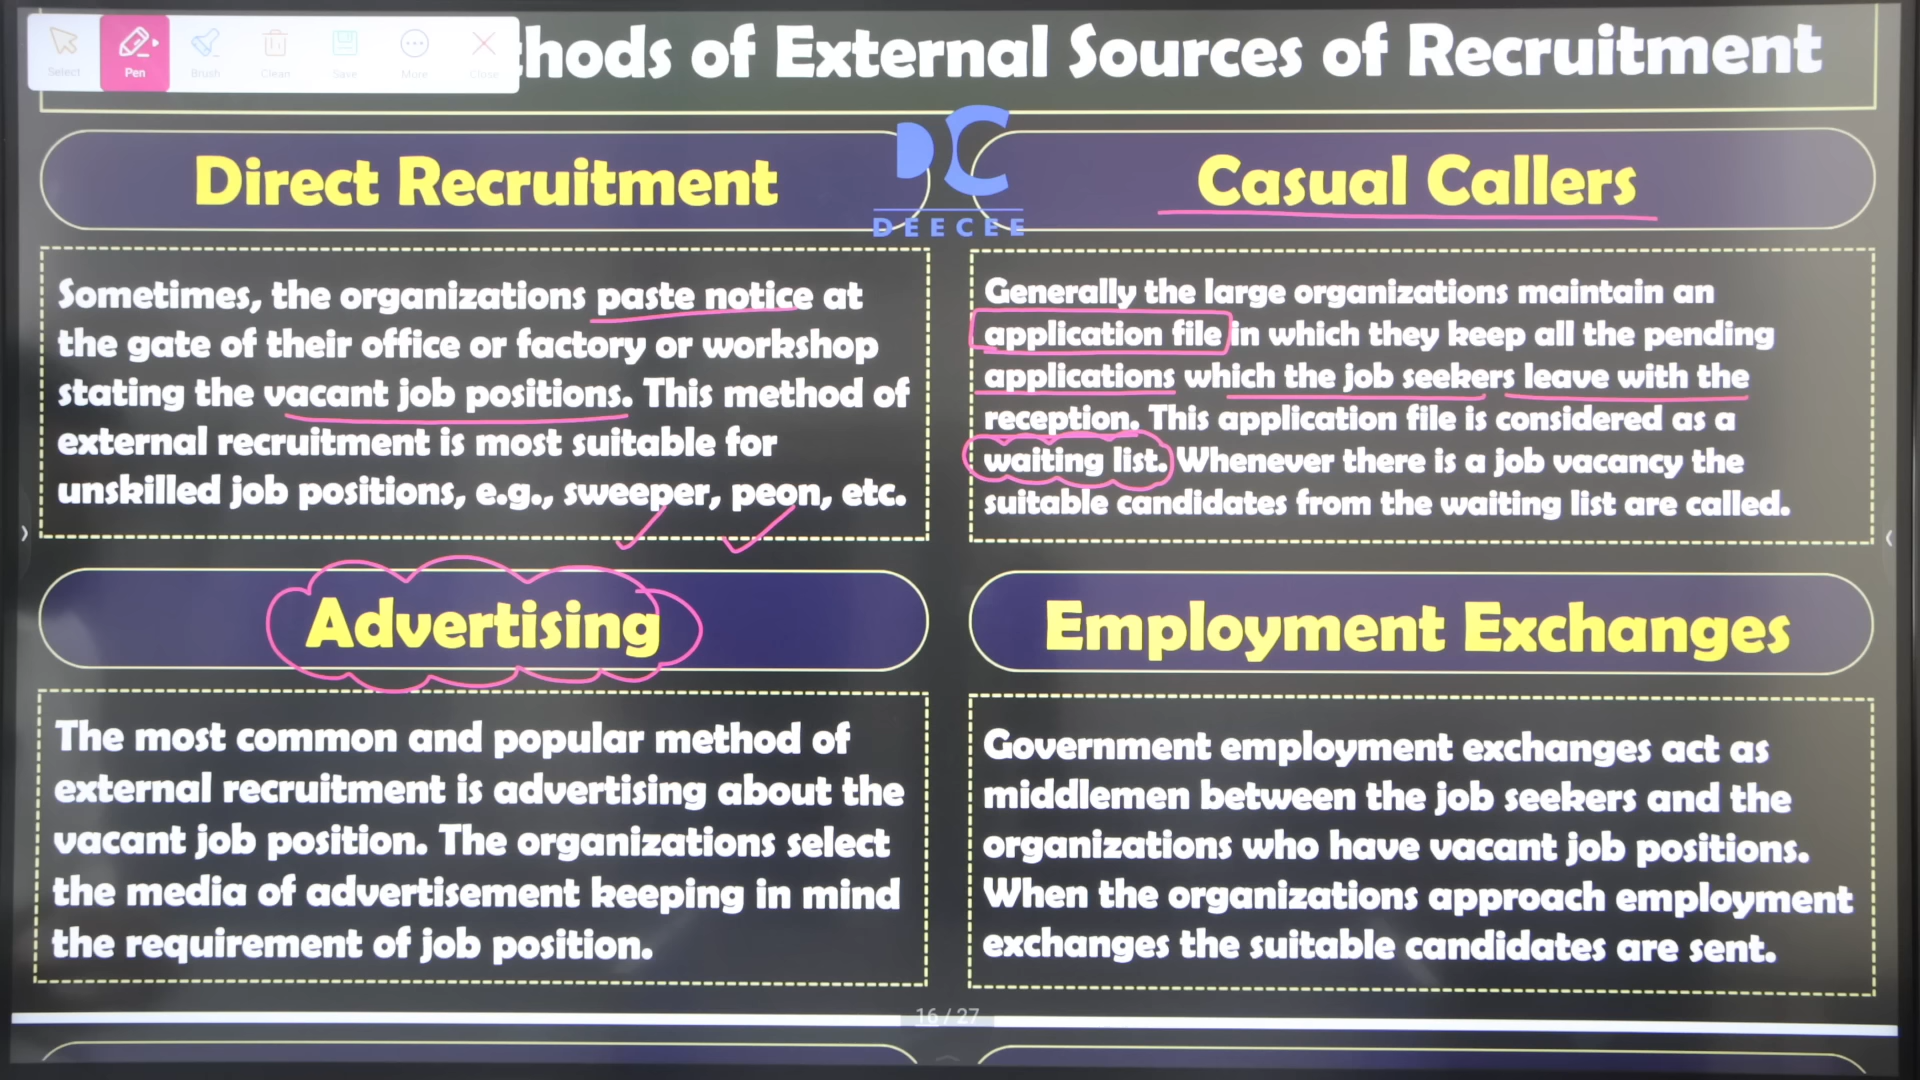 Select
Pen
Brush
Clean
Save
More
Close
thods of External Sources of Recruitment
DC
DEECEE
Direct Recruitment
Sometimes, the organizations paste notice at
the gate of their office or factory or workshop
stating the vacant job positions. This method of
external recruitment is most suitable for
unskilled job positions, e.g., sweeper, peon, etc.
Casual Callers
Generally the large organizations maintain an
application file in which they keep all the pending
applications which the job seekers leave with the
reception. This application file is considered as a
waiting list. Whenever there is a job vacancy the
suitable candidates from the waiting list are called.
Advertising
The most common and popular method of
external recruitment is advertising about the
vacant job position. The organizations select
the media of advertisement keeping in mind
the requirement of job position.
Employment Exchanges
Government employment exchanges act as
middlemen between the job seekers and the
organizations who have vacant job positions.
When the organizations approach employment
exchanges the suitable candidates are sent.
16 / 27